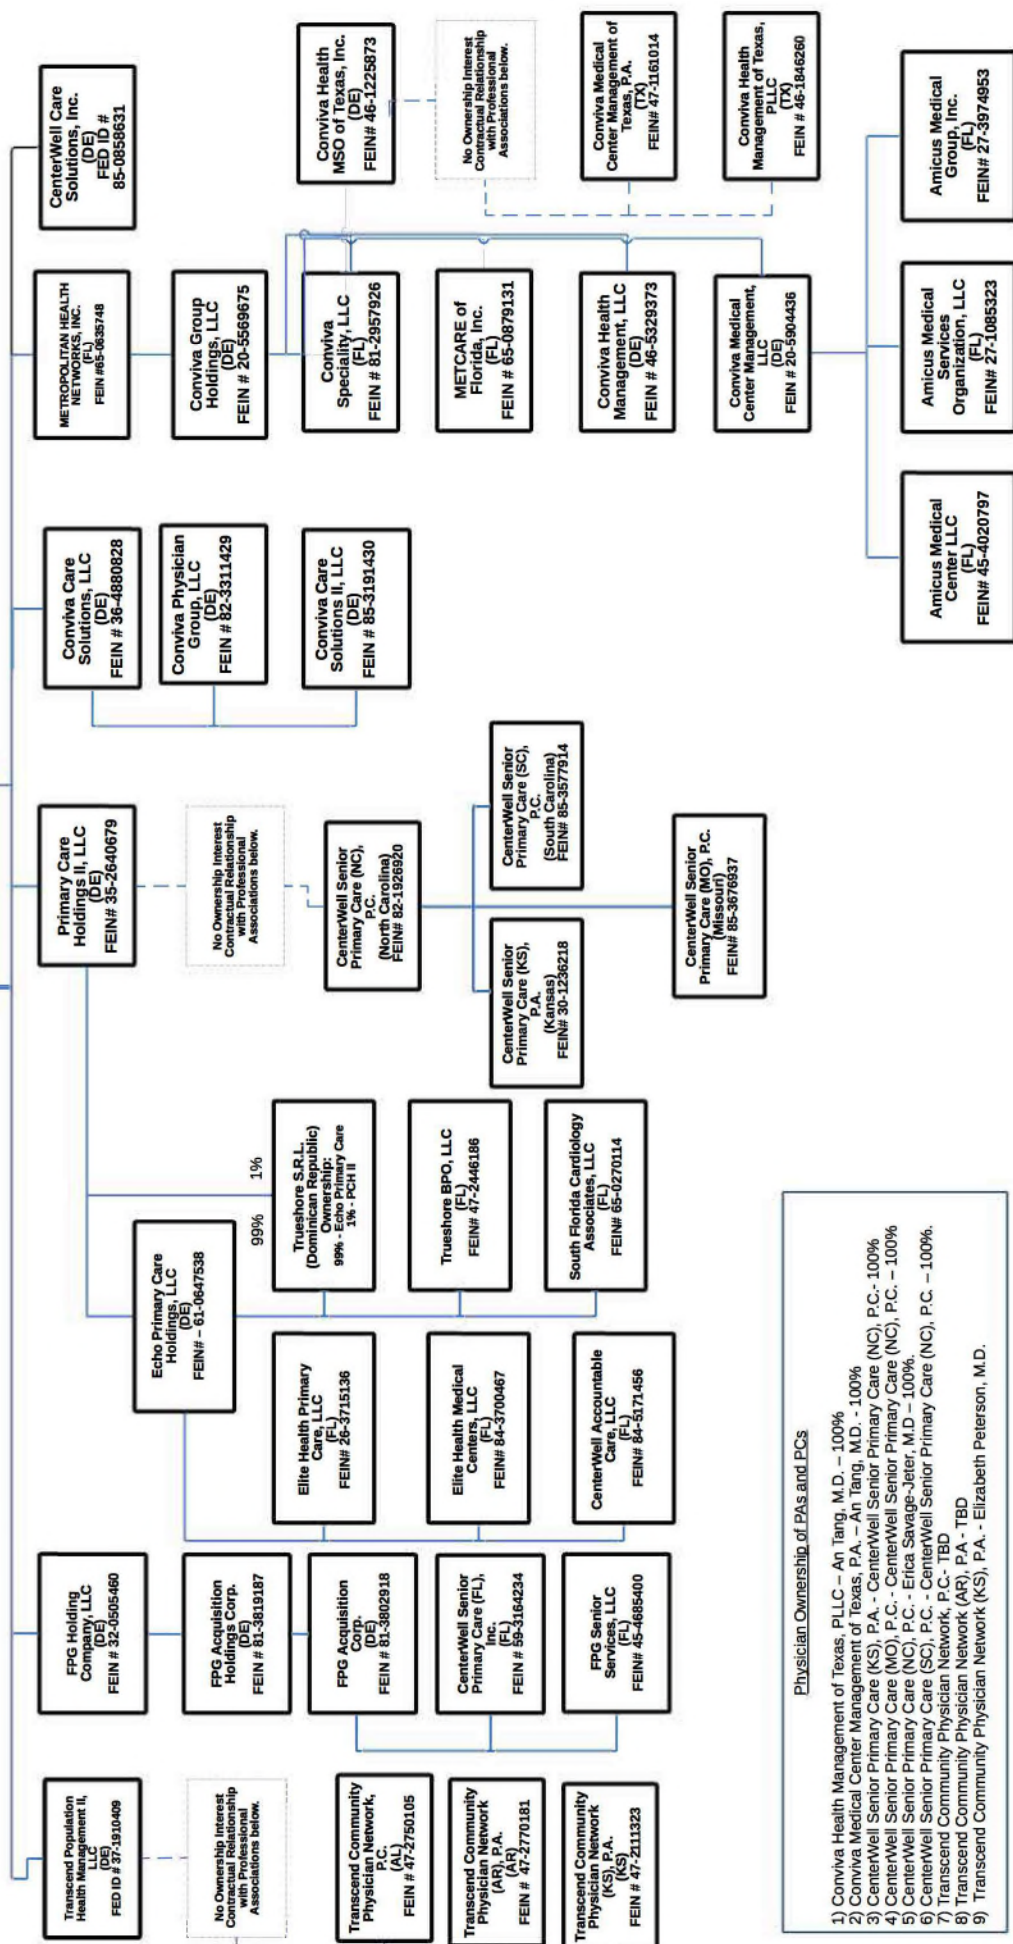 Transcend Population
Health Management II,
LLC
(DE)
FED ID # 37-1910409
No Ownership Interest
Contractual Relationship
with Professional
Associations below.
Transcend Community
Physician Network,
P.C.
(AL)
FEIN # 47-2750105
Transcend Community
Physician Network
(AR), P.A.
(AR)
FEIN # 47-2770181
Transcend Community
Physician Network
(KS), P.A.
(KS)
FEIN # 47-2111323
FPG Holding
Company, LLC
(DE)
FEIN # 32-0505460
FPG Acquisition
Holdings Corp.
(DE)
FEIN # 81-3819187
FPG Acquisition
Corp.
(DE)
FEIN # 81-3802918
CenterWell Senior
Primary Care (FL),
Inc.
(FL)
FEIN # 59-3164234
FPG Senior
Services, LLC
(FL)
FEIN# 45-4685400
Echo Primary Care
Holdings, LLC
(DE)
FEIN# – 61-0647538
Elite Health Primary
Care, LLC
(FL)
FEIN# 26-3715136
Elite Health Medical
Centers, LLC
(FL)
FEIN# 84-3700467
CenterWell Accountable
Care, LLC
(FL)
FEIN# 84-5171456
99%
1%
Trueshore S.R.L.
(Dominican Republic)
Ownership:
99% - Echo Primary Care
1% - PCH II
Trueshore BPO, LLC
(FL)
FEIN# 47-2446186
South Florida Cardiology
Associates, LLC
(FL)
FEIN# 65-0270114
Primary Care
Holdings II, LLC
(DE)
FEIN# 35-2640679
No Ownership Interest
Contractual Relationship
with Professional
Associations below.
CenterWell Senior
Primary Care (NC),
P.C.
(North Carolina)
FEIN# 82-1926920
CenterWell Senior
Primary Care (KS),
P.A.
(Kansas)
FEIN# 30-1236218
CenterWell Senior
Primary Care (SC),
P.C.
(South Carolina)
FEIN# 85-3577914
CenterWell Senior
Primary Care (MO), P.C.
(Missouri)
FEIN# 85-3676937
Conviva Care
Solutions, LLC
(DE)
FEIN # 36-4880828
Conviva Physician
Group, LLC
(DE)
FEIN # 82-3311429
Conviva Care
Solutions II, LLC
(DE)
FEIN # 85-3191430
METROPOLITAN HEALTH
NETWORKS, INC.
(FL)
FEIN #65-0635748
Conviva Group
Holdings, LLC
(DE)
FEIN # 20-5569675
Conviva
Speciality, LLC
(FL)
FEIN # 81-2957926
METCARE of
Florida, Inc.
(FL)
FEIN # 65-0879131
Conviva Health
Management, LLC
(DE)
FEIN # 46-5329373
Conviva Medical
Center Management,
LLC
(DE)
FEIN # 20-5904436
Amicus Medical
Center LLC
(FL)
FEIN# 45-4020797
Amicus Medical
Services
Organization, LLC
(FL)
FEIN# 27-1085323
Amicus Medical
Group, Inc.
(FL)
FEIN# 27-3974953
CenterWell Care
Solutions, Inc.
(DE)
FED ID #
85-0858631
Conviva Health
MSO of Texas, Inc.
(DE)
FEIN# 46-1225873
No Ownership Interest
Contractual Relationship
with Professional
Associations below.
Conviva Medical
Center Management of
Texas, P.A.
(TX)
FEIN# 47-1161014
Conviva Health
Management of Texas,
PLLC
(TX)
FEIN # 46-1846260
Physician Ownership of PAs and PCs
1) Conviva Health Management of Texas, PLLC – An Tang, M.D. – 100%
2) Conviva Medical Center Management of Texas, P.A. – An Tang, M.D. - 100%
3) CenterWell Senior Primary Care (KS), P.A. - CenterWell Senior Primary Care (NC), P.C.- 100%
4) CenterWell Senior Primary Care (MO), P.C. - CenterWell Senior Primary Care (NC), P.C. – 100%
5) CenterWell Senior Primary Care (NC), P.C. - Erica Savage-Jeter, M.D – 100%.
6) CenterWell Senior Primary Care (SC), P.C. - CenterWell Senior Primary Care (NC), P.C. – 100%.
7) Transcend Community Physician Network, P.C.- TBD
8) Transcend Community Physician Network (AR), P.A - TBD
9) Transcend Community Physician Network (KS), P.A. - Elizabeth Peterson, M.D.